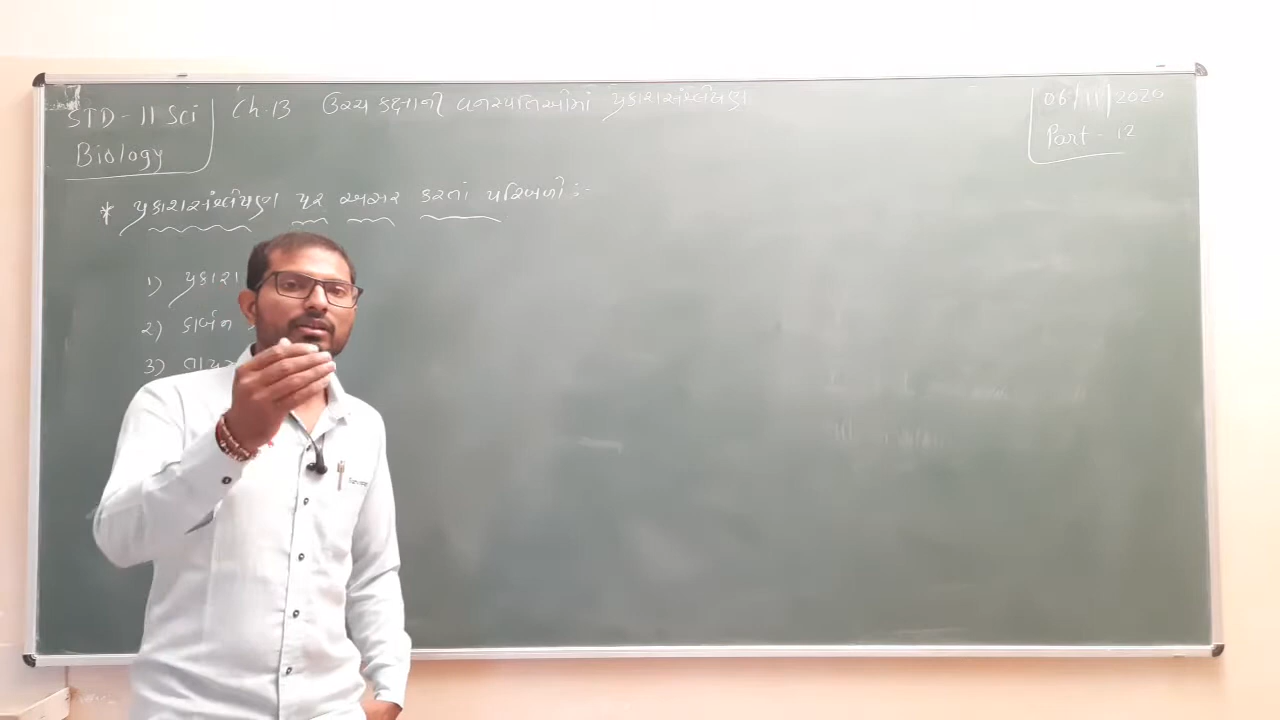 STD - 11 Sci
Biology
Ch. 13 ઉચ્ચ કક્ષાની વનસ્પતિઓમાં પ્રકાશસંશ્લેષણ
06/11/2020
Part - 12
* પ્રકાશસંશ્લેષણ પર અસર કરતાં પરિબળો :-
1) પ્રકાશ
2) કાર્બન
3)